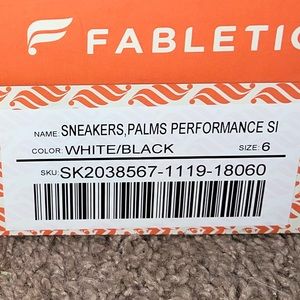 FABLETIC
NAME: SNEAKERS,PALMS PERFORMANCE SI
COLOR: WHITE/BLACK SIZE: 6
SKU: SK2038567-1119-18060